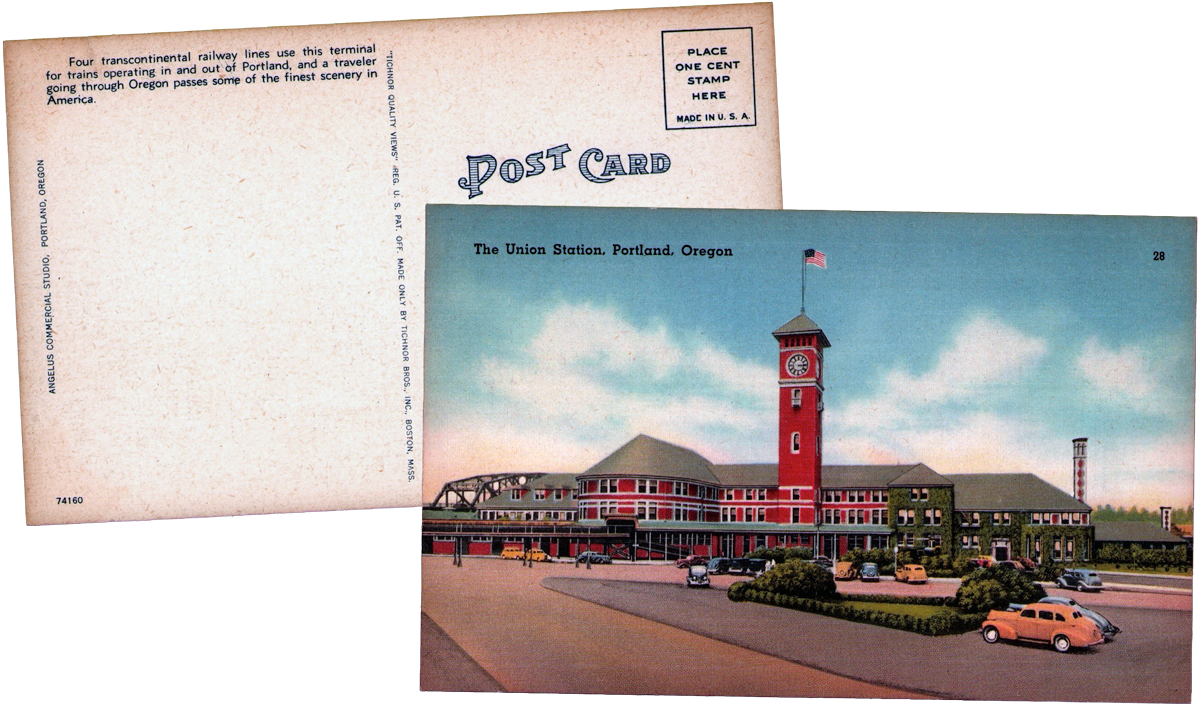 Four transcontinental railway lines use this terminal
for trains operating in and out of Portland, and a traveler
going through Oregon passes some of the finest scenery in
America.
"TICHNOR QUALITY VIEWS" REG. U. S. PAT. OFF. MADE ONLY BY TICHNOR BROS., INC., BOSTON, MASS.
ANGELUS COMMERCIAL STUDIO, PORTLAND, OREGON
74160
PLACE
ONE CENT
STAMP
HERE
MADE IN U. S. A.
POST CARD
The Union Station, Portland, Oregon
28